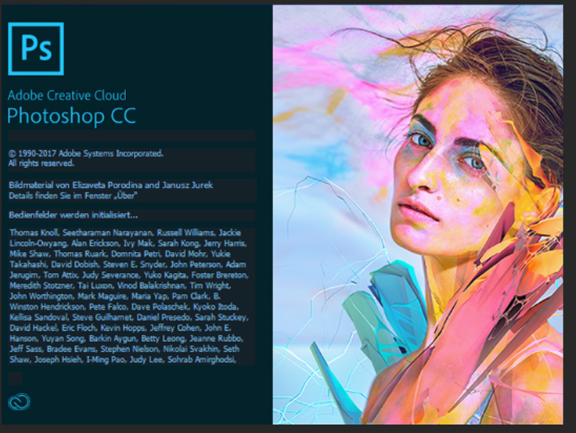 Ps
Adobe Creative Cloud
Photoshop CC
© 1990-2017 Adobe Systems Incorporated.
All rights reserved.
Bildmaterial von Elizaveta Porodina and Janusz Jurek
Details finden Sie im Fenster „Über"
Bedienfelder werden initialisiert...
Thomas Knoll, Seetharaman Narayanan, Russell Williams, Jackie
Lincoln-Owyang, Alan Erickson, Ivy Mak, Sarah Kong, Jerry Harris,
Mike Shaw, Thomas Ruark, Domnita Petri, David Mohr, Yukie
Takahashi, David Dobish, Steven E. Snyder, John Peterson, Adam
Jerugim, Tom Attix, Judy Severance, Yuko Kagita, Foster Brereton,
Meredith Stotzner, Tai Luxon, Vinod Balakrishnan, Tim Wright,
John Worthington, Mark Maguire, Maria Yap, Pam Clark, B.
Winston Hendrickson, Pete Falco, Dave Polaschek, Kyoko Itoda,
Kellisa Sandoval, Steve Guilhamet, Daniel Presedo, Sarah Stuckey,
David Hackel, Eric Floch, Kevin Hopps, Jeffrey Cohen, John E.
Hanson, Yuyan Song, Barkin Aygun, Betty Leong, Jeanne Rubbo,
Jeff Sass, Bradee Evans, Stephen Nielson, Nikolai Svakhin, Seth
Shaw, Joseph Hsieh, I-Ming Pao, Judy Lee, Sohrab Amirghodsi,